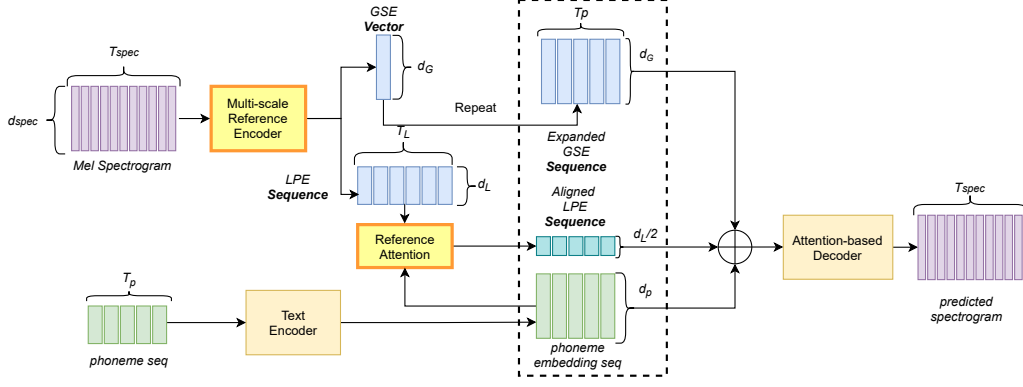 GSE
Vector
d_G
T_spec
d_spec
Mel Spectrogram
Multi-scale
Reference
Encoder
Repeat
T_p
d_G
Expanded
GSE
Sequence
T_L
LPE
Sequence
d_L
Reference
Attention
Aligned
LPE
Sequence
d_L/2
T_p
phoneme seq
Text
Encoder
d_p
phoneme
embedding seq
Attention-based
Decoder
T_spec
predicted
spectrogram